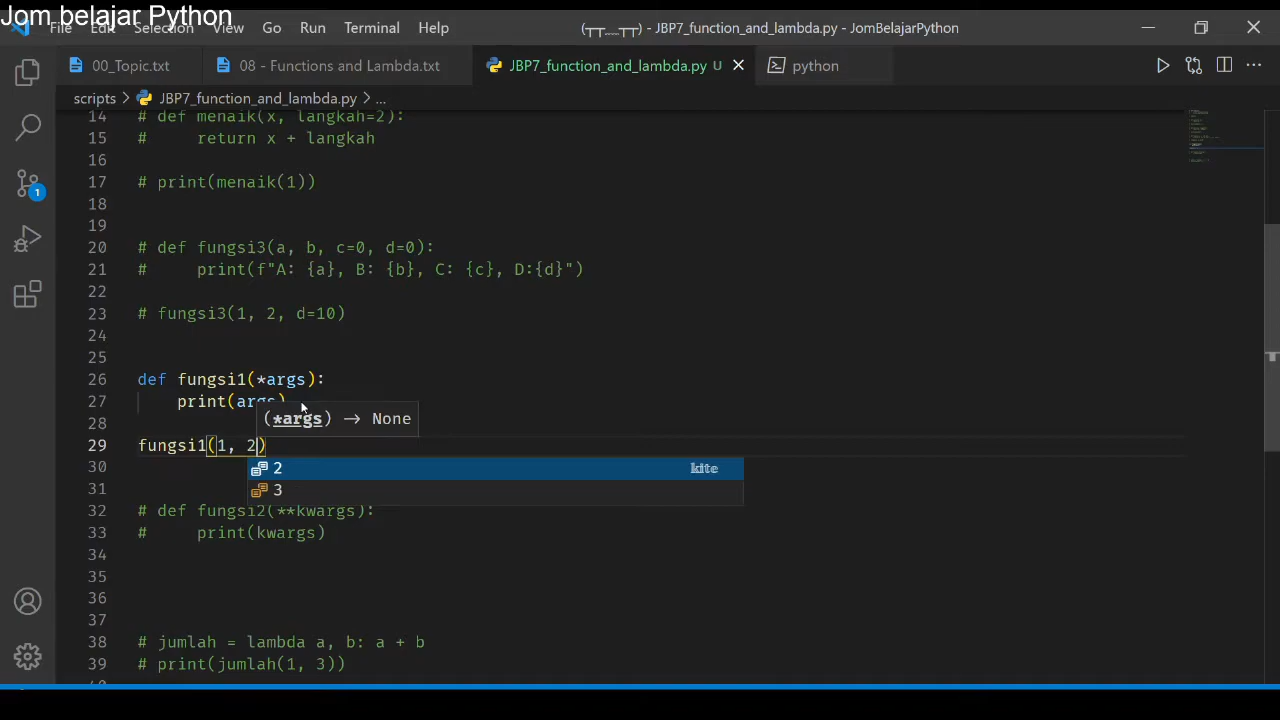 Jom belajar Python
File Edit Selection View Go Run Terminal Help (┬┬﹏┬┬) - JBP7_function_and_lambda.py - JomBelajarPython
00_Topic.txt 08 - Functions and Lambda.txt JBP7_function_and_lambda.py U python
scripts > JBP7_function_and_lambda.py > ...
14 # def menaik(x, langkah=2):
15 #     return x + langkah
16
17 # print(menaik(1))
18
19
20 # def fungsi3(a, b, c=0, d=0):
21 #     print(f"A: {a}, B: {b}, C: {c}, D:{d}")
22
23 # fungsi3(1, 2, d=10)
24
25
26 def fungsi1(*args):
27     print(args)
28 (*args) → None
29 fungsi1(1, 2)
30 2 kite
31 3
32 # def fungsi2(**kwargs):
33 #     print(kwargs)
34
35
36
37
38 # jumlah = lambda a, b: a + b
39 # print(jumlah(1, 3))
1